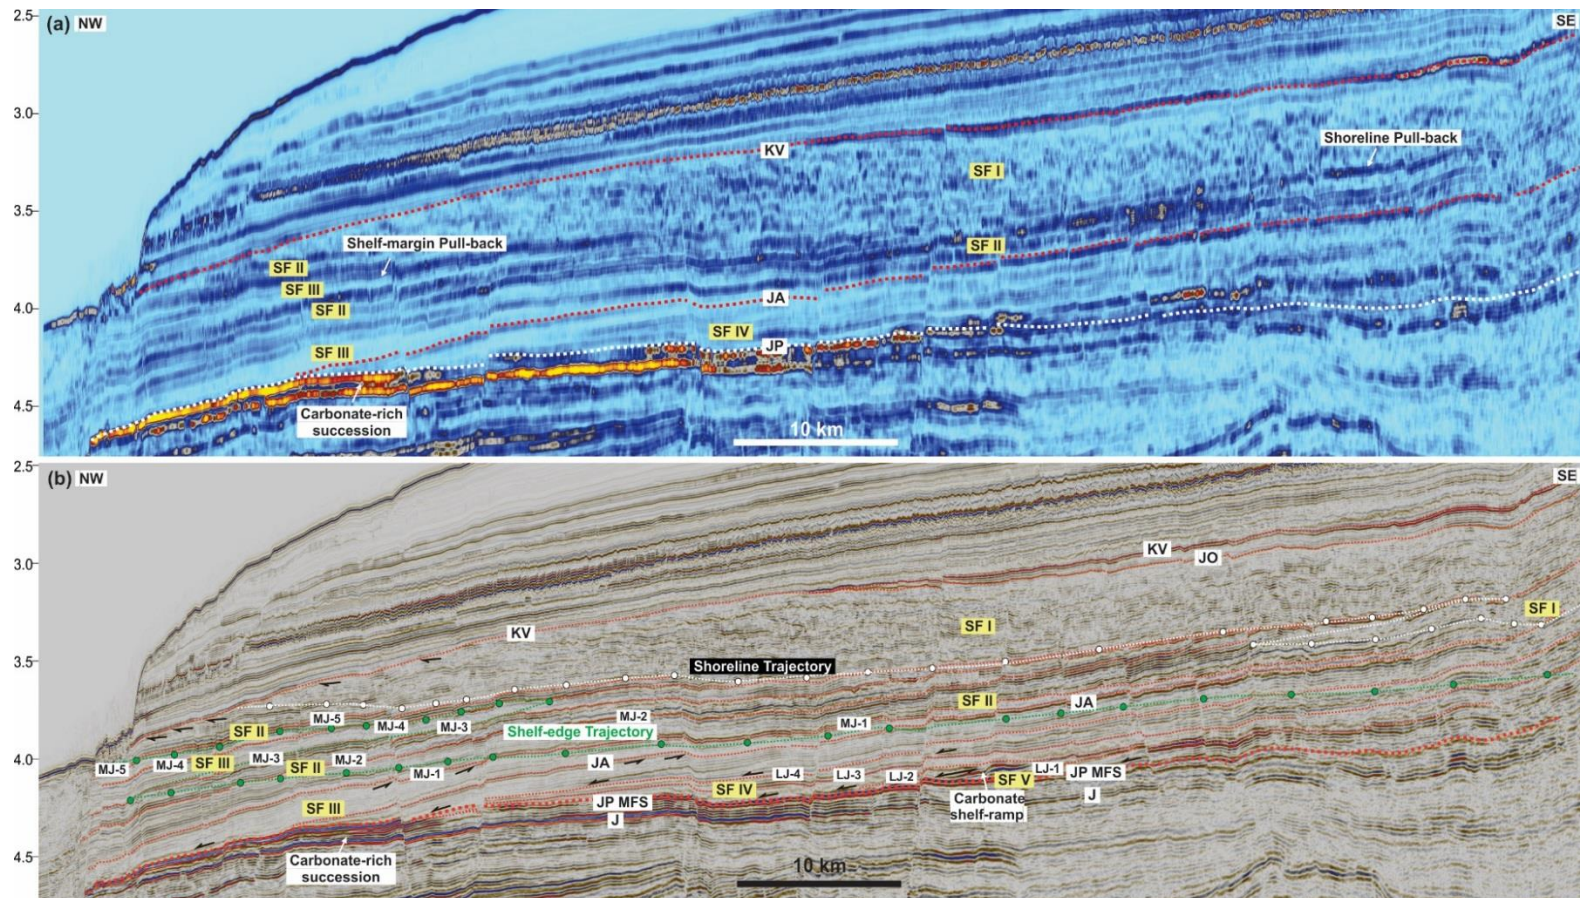 2.5
(a) NW
SE
3.0
KV
Shoreline Pull-back
SF I
3.5
Shelf-margin Pull-back
SF II
SF II
SF III
JA
4.0
SF II
SF IV
SF III
JP
4.5
Carbonate-rich
succession
10 km
2.5
(b) NW
SE
3.0
KV
JO
KV
SF I
SF I
3.5
Shoreline Trajectory
SF II
JA
MJ-5
MJ-4
MJ-3
MJ-2
MJ-1
SF II
Shelf-edge Trajectory
4.0
MJ-5
MJ-4
SF III
MJ-3
SF II
MJ-2
MJ-1
JA
LJ-4
LJ-3
LJ-2
SF V
LJ-1
JP MFS
SF IV
J
Carbonate
shelf-ramp
SF III
JP MFS
J
4.5
Carbonate-rich
succession
10 km